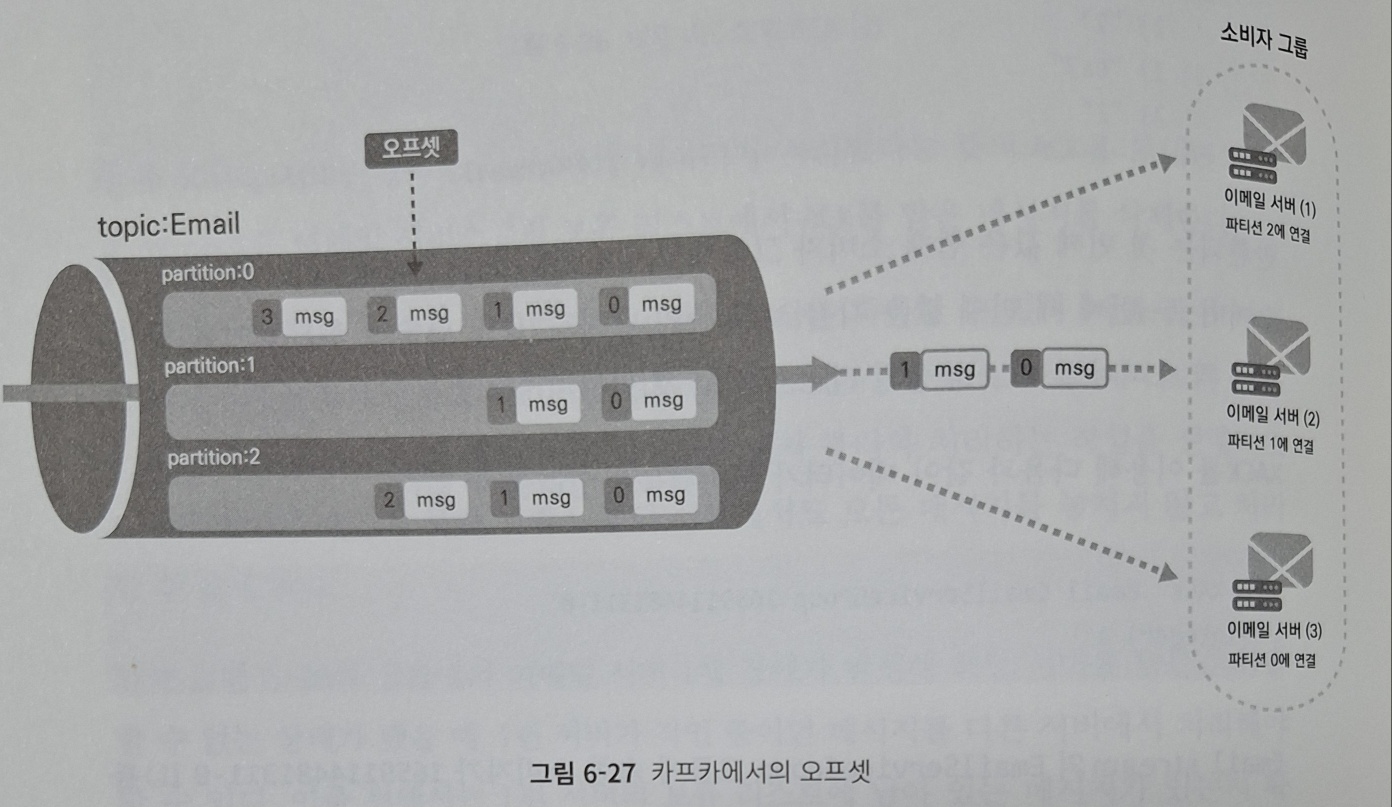 소비자 그룹
오프셋
topic:Email
partition:0
3 msg 2 msg 1 msg 0 msg
partition:1
1 msg 0 msg
partition:2
2 msg 1 msg 0 msg
1 msg 0 msg
이메일 서버 (1)
파티션 2에 연결
이메일 서버 (2)
파티션 1에 연결
이메일 서버 (3)
파티션 0에 연결
그림 6-27 카프카에서의 오프셋